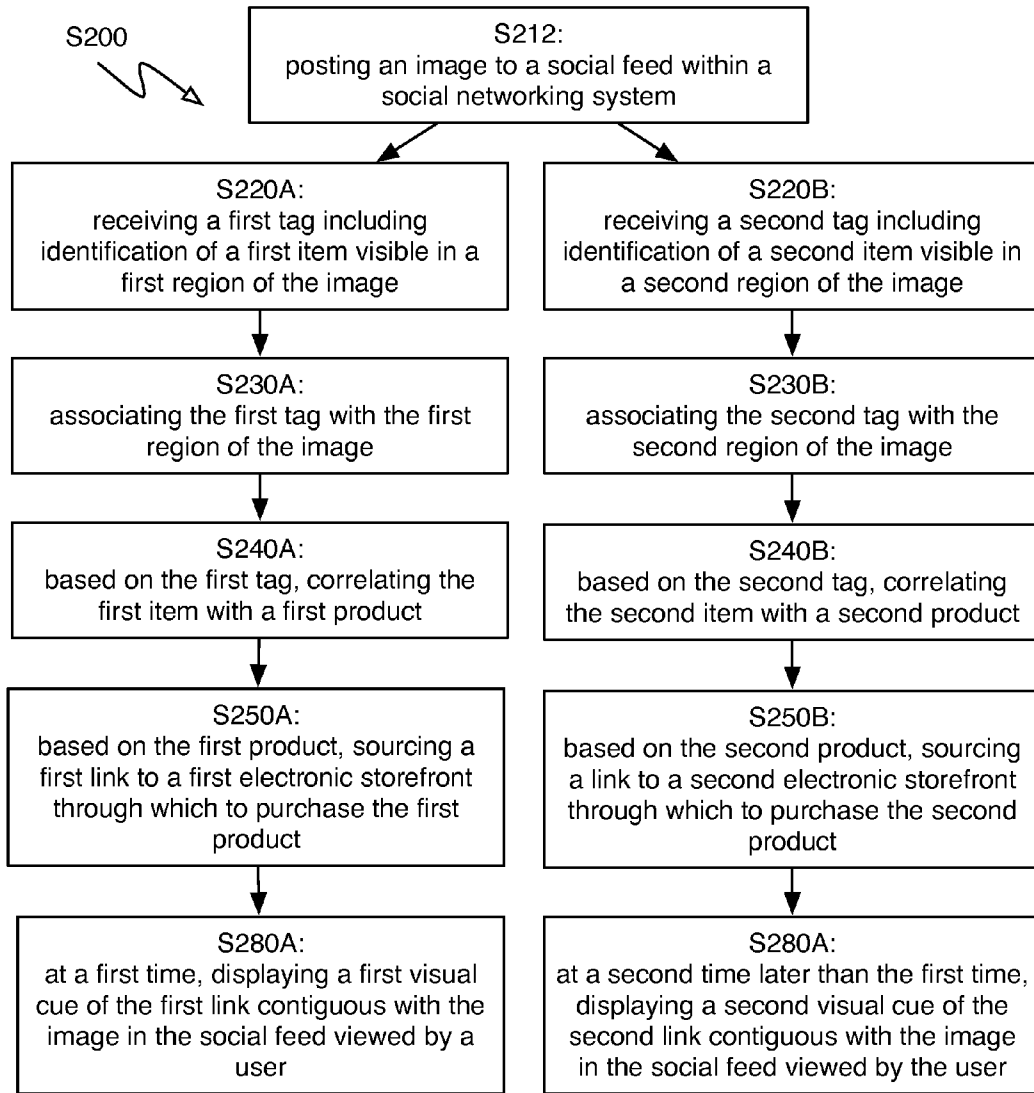 S200
S212:
posting an image to a social feed within a
social networking system
S220A:
receiving a first tag including
identification of a first item visible in a
first region of the image
S220B:
receiving a second tag including
identification of a second item visible in
a second region of the image
S230A:
associating the first tag with the first
region of the image
S230B:
associating the second tag with the
second region of the image
S240A:
based on the first tag, correlating the
first item with a first product
S240B:
based on the second tag, correlating
the second item with a second product
S250A:
based on the first product, sourcing a
first link to a first electronic storefront
through which to purchase the first
product
S250B:
based on the second product, sourcing
a link to a second electronic storefront
through which to purchase the second
product
S280A:
at a first time, displaying a first visual
cue of the first link contiguous with the
image in the social feed viewed by a
user
S280A:
at a second time later than the first time,
displaying a second visual cue of the
second link contiguous with the image
in the social feed viewed by the user